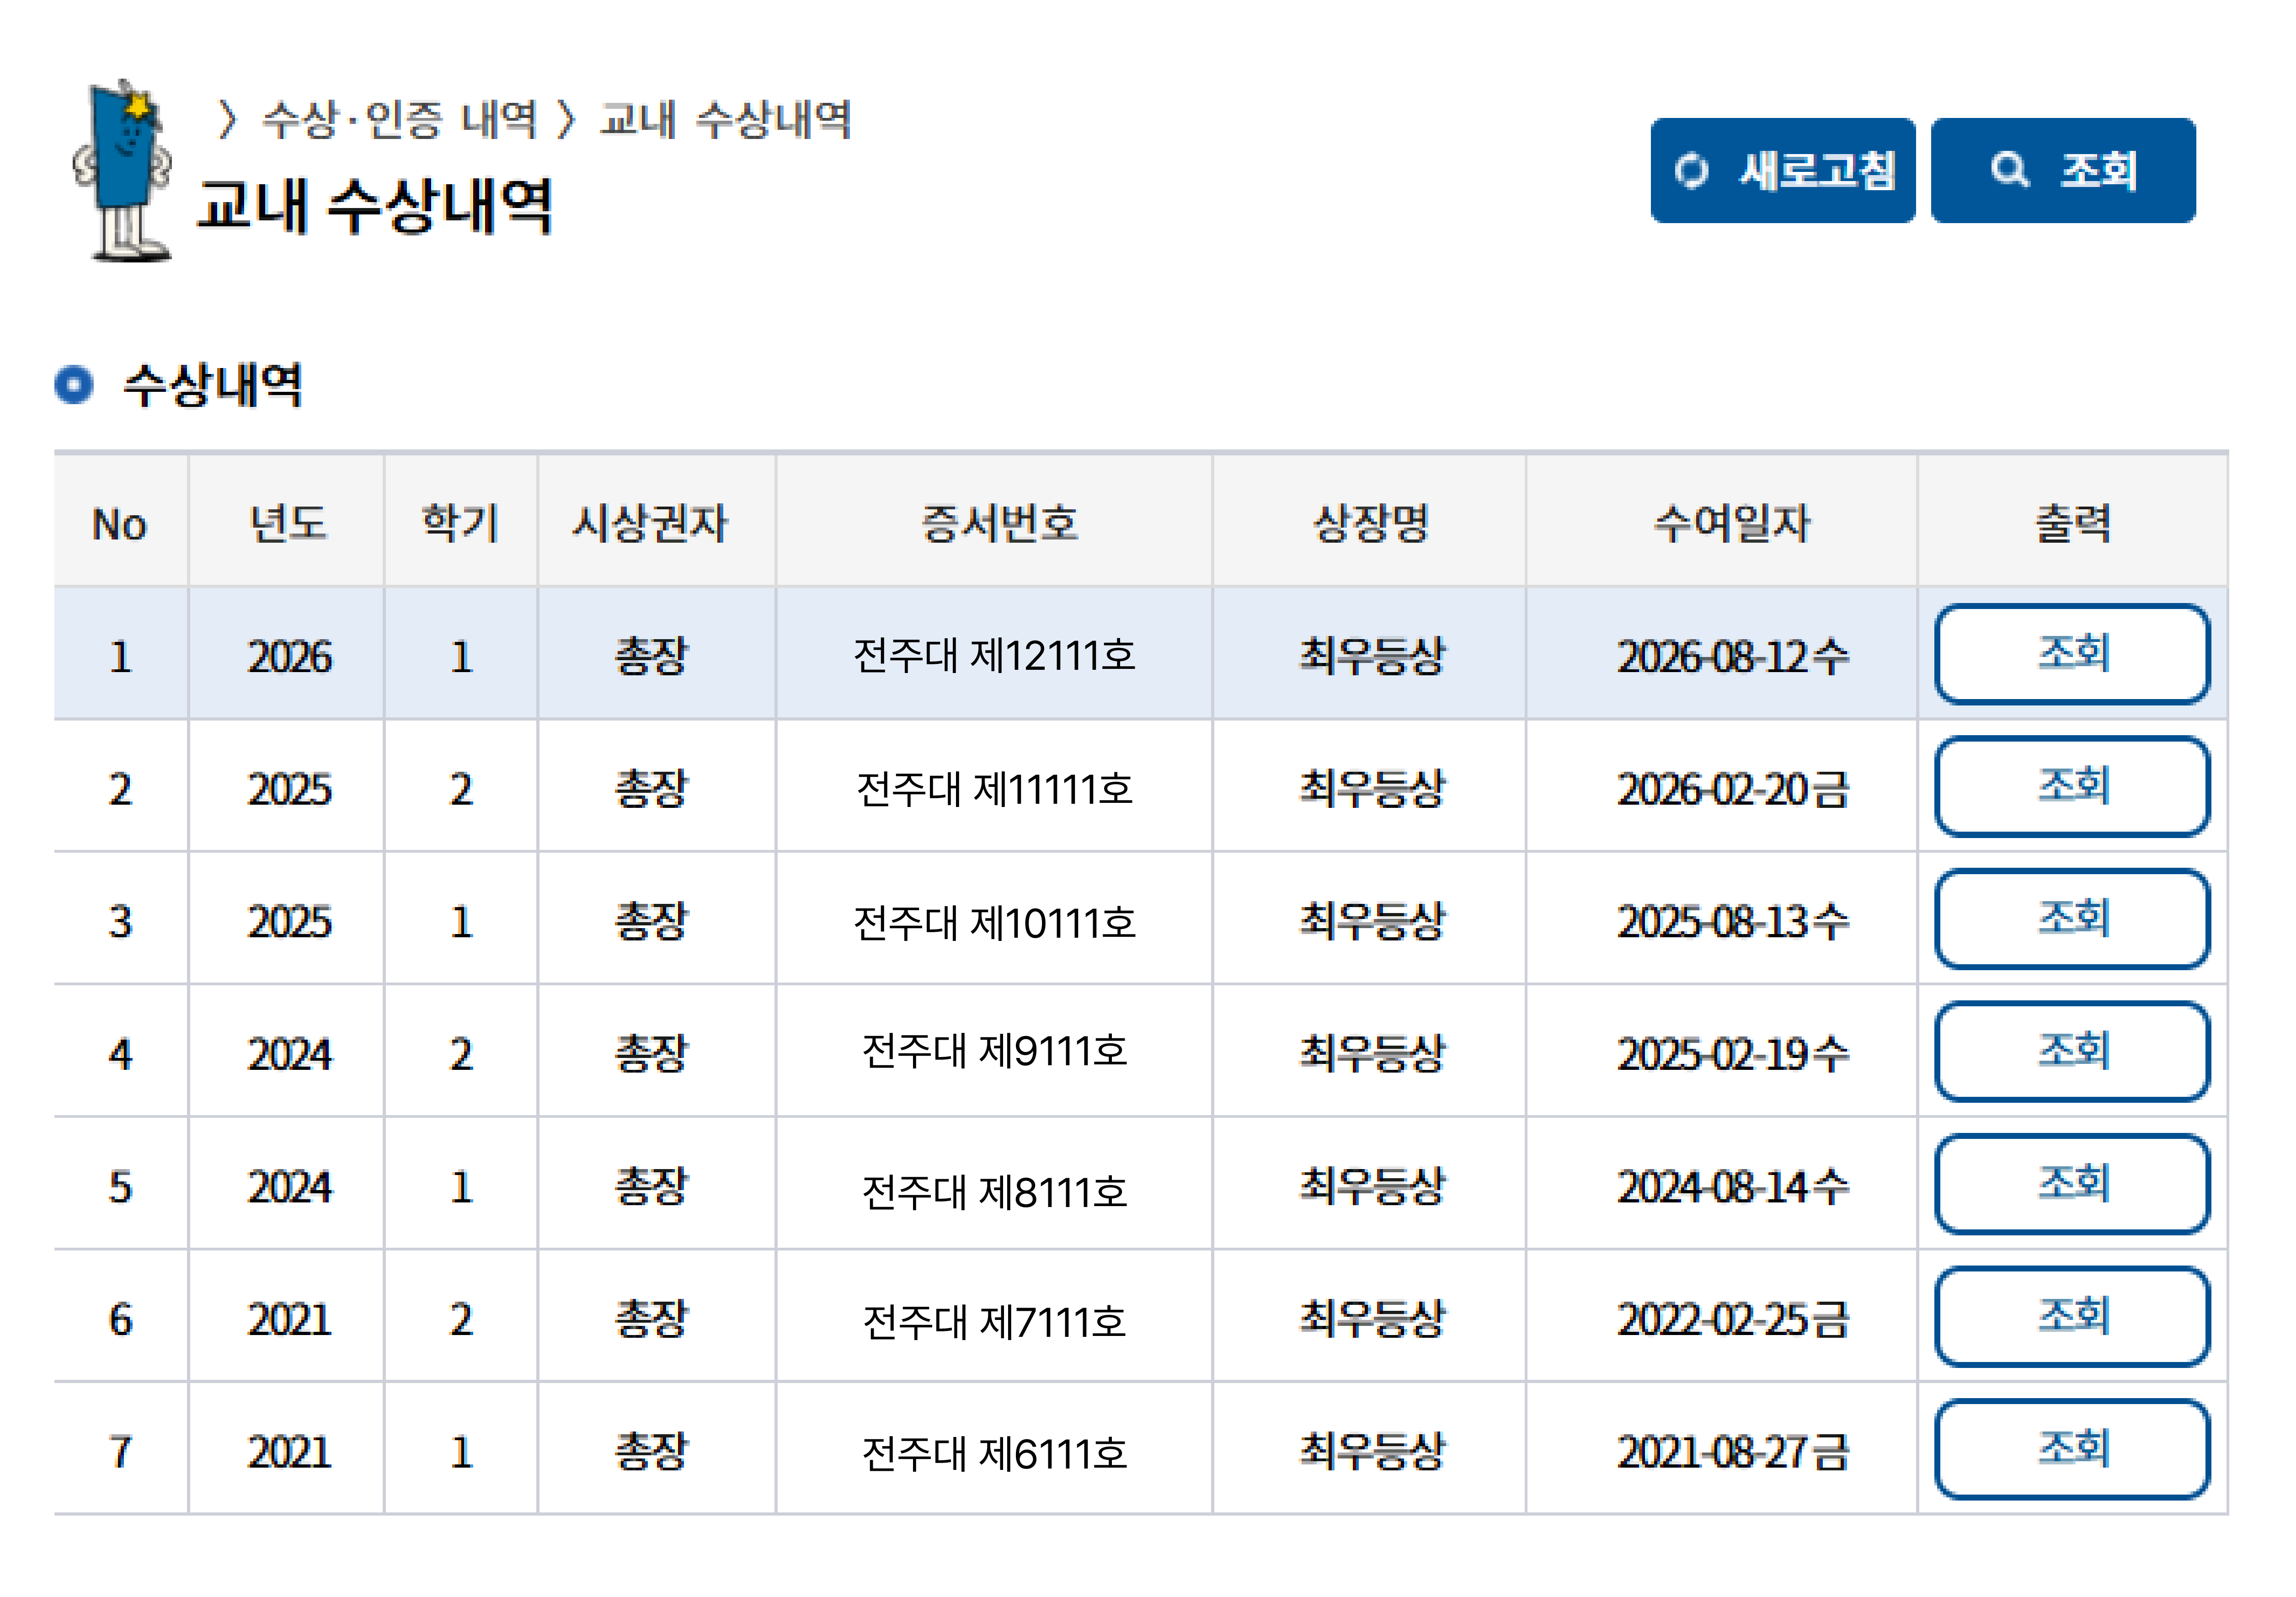 〉 수상·인증 내역 〉 교내 수상내역
교내 수상내역
새로고침 조회
수상내역
No 년도 학기 시상권자 증서번호 상장명 수여일자 출력
1 2026 1 총장 전주대 제12111호 최우등상 2026-08-12 수 조회
2 2025 2 총장 전주대 제11111호 최우등상 2026-02-20 금 조회
3 2025 1 총장 전주대 제10111호 최우등상 2025-08-13 수 조회
4 2024 2 총장 전주대 제9111호 최우등상 2025-02-19 수 조회
5 2024 1 총장 전주대 제8111호 최우등상 2024-08-14 수 조회
6 2021 2 총장 전주대 제7111호 최우등상 2022-02-25 금 조회
7 2021 1 총장 전주대 제6111호 최우등상 2021-08-27 금 조회